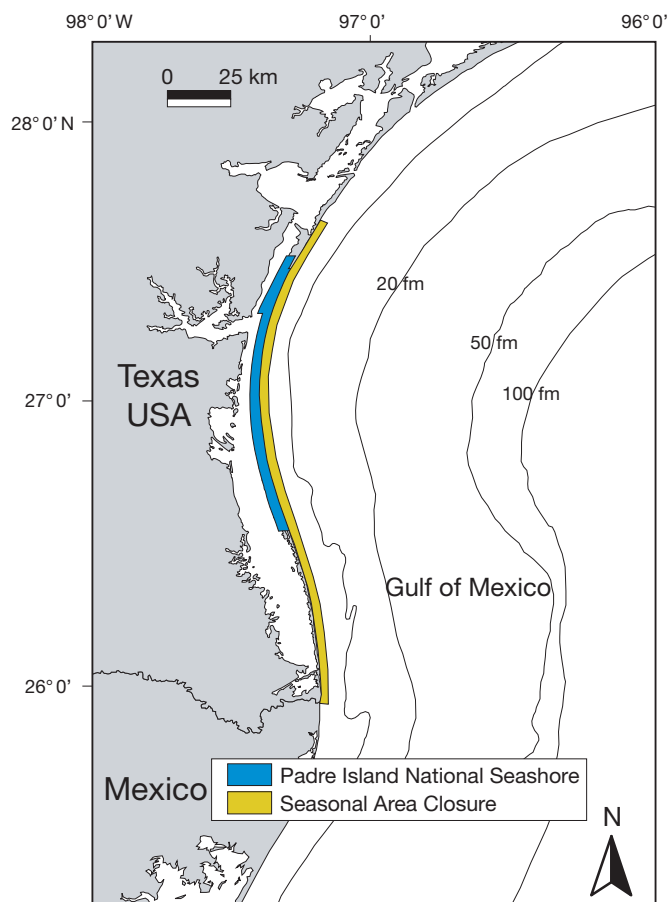 98° 0’ W
97° 0’
96° 0’
0 25 km
28° 0’ N
20 fm
50 fm
Texas
USA
27° 0’
100 fm
Gulf of Mexico
26° 0’
Mexico
Padre Island National Seashore
Seasonal Area Closure
N